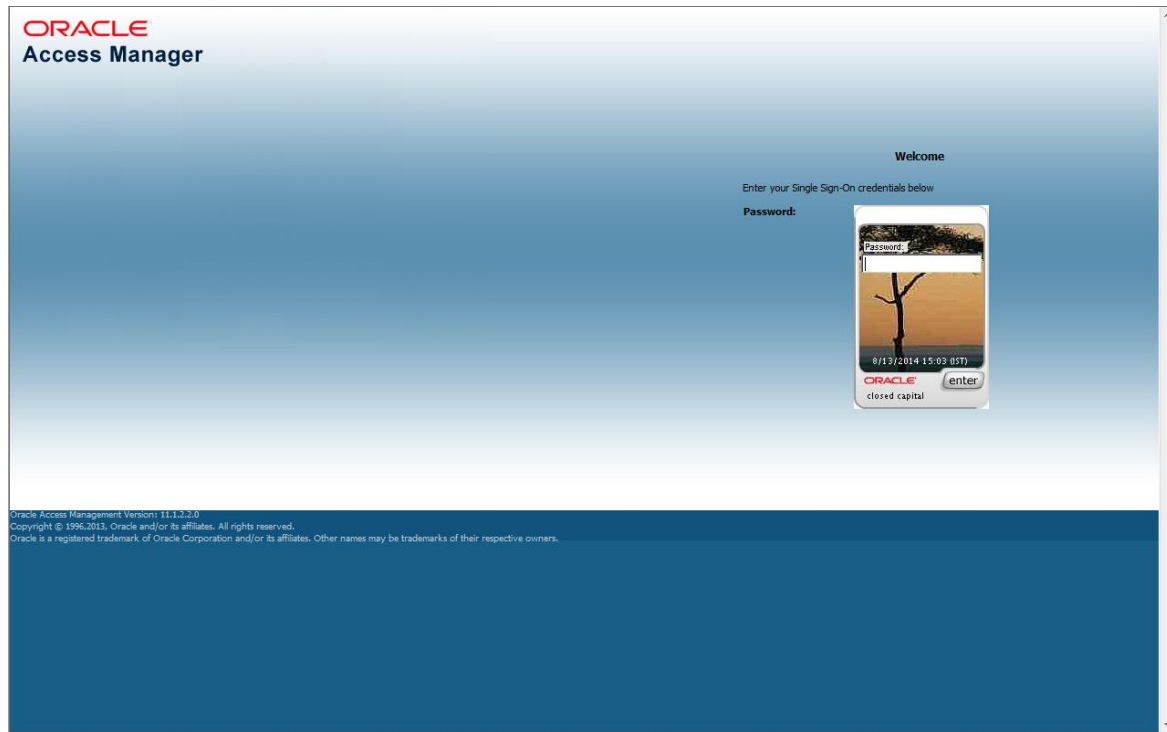 ORACLE
Access Manager
Welcome
Enter your Single Sign-On credentials below
Password:
Password:
8/13/2014 15:03 (IST)
ORACLE
enter
closed capital
Oracle Access Management Version: 11.1.2.2.0
Copyright © 1996,2013, Oracle and/or its affiliates. All rights reserved.
Oracle is a registered trademark of Oracle Corporation and/or its affiliates. Other names may be trademarks of their respective owners.